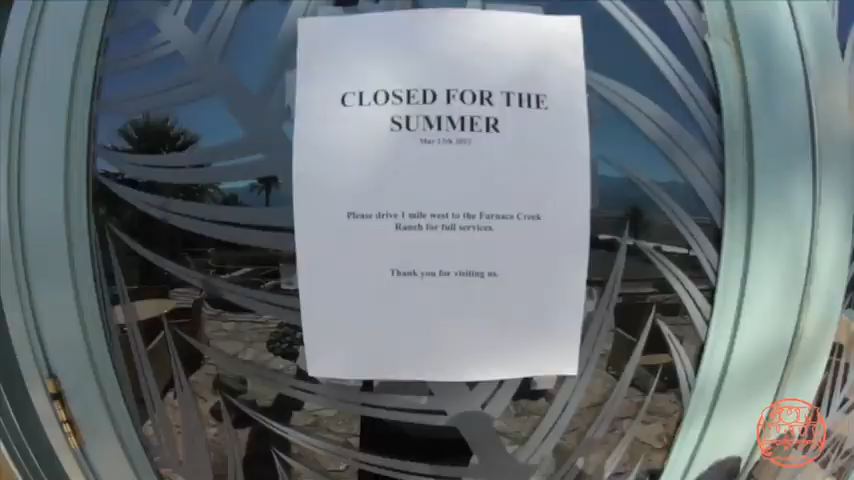 CLOSED FOR THE
SUMMER
Please drive 1 mile west to the Furnace Creek
Ranch for full services.
Thank you for visiting us.